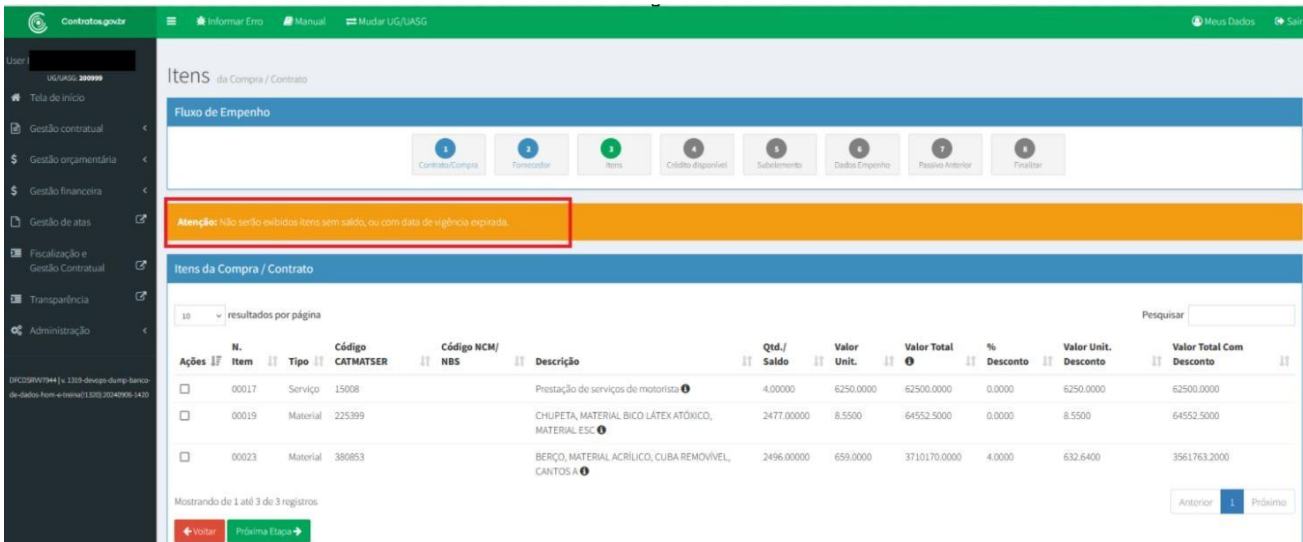 Contratos.gov.br
Informar Erro Manual Mudar UG/UASG Meus Dados Sair
User
UG/UASG: 200999
Tela de início
Gestão contratual
Gestão orçamentária
Gestão financeira
Gestão de atas
Fiscalização e
Gestão Contratual
Transparência
Administração
Itens da Compra / Contrato
Fluxo de Empenho
1 2 3 4 5 6 7 8
Contrato/Compra Fornecedor Itens Crédito disponível Subelemento Dados Empenho Passivo Anterior Finalizar
Atenção: Não serão exibidos itens sem saldo, ou com data de vigência expirada.
Itens da Compra / Contrato
10 resultados por página Pesquisar
Ações N. Item Tipo Código CATMATSER Código NCM/ NBS Descrição Qtd./ Saldo Valor Unit. Valor Total % Desconto Valor Unit. Desconto Valor Total Com Desconto
00017 Serviço 15008 Prestação de serviços de motorista 4.00000 6250.0000 62500.0000 0.0000 6250.0000 62500.0000
00019 Material 225399 CHUPETA, MATERIAL BICO LÁTEX ATÓXICO, 2477.00000 8.5500 64552.5000 0.0000 8.5500 64552.5000
MATERIAL ESC
00023 Material 380853 BERÇO, MATERIAL ACRÍLICO, CUBA REMOVÍVEL, 2496.00000 659.0000 3710170.0000 4.0000 632.6400 3561763.2000
CANTOS A
Mostrando de 1 até 3 de 3 registros
Anterior 1 Próximo
Voltar Próxima Etapa